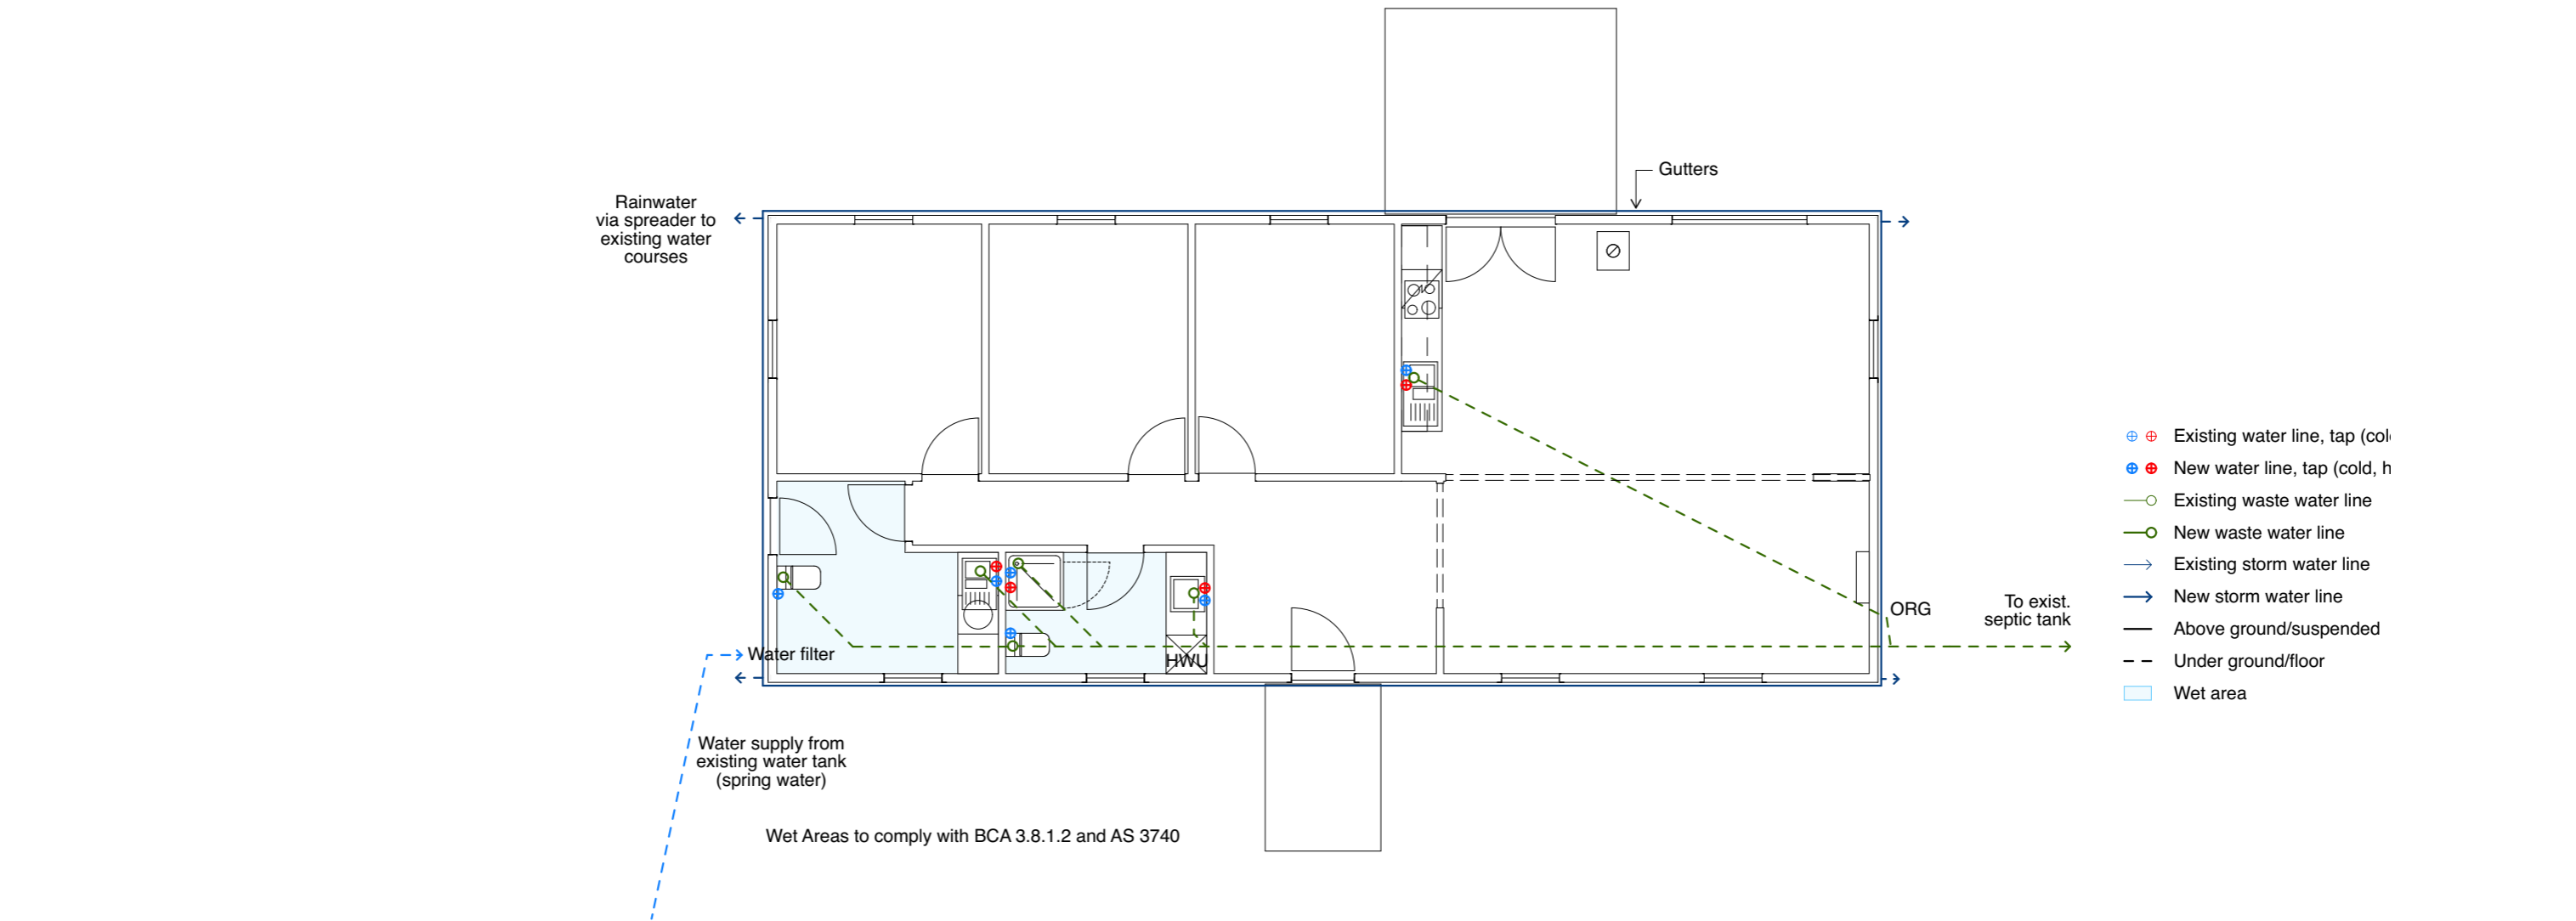 Gutters
Rainwater
via spreader to
existing water
courses
Existing water line, tap (col
New water line, tap (cold, h
Existing waste water line
New waste water line
Existing storm water line
New storm water line
Above ground/suspended
Under ground/floor
Wet area
ORG
To exist.
septic tank
Water filter
HWU
Water supply from
existing water tank
(spring water)
Wet Areas to comply with BCA 3.8.1.2 and AS 3740